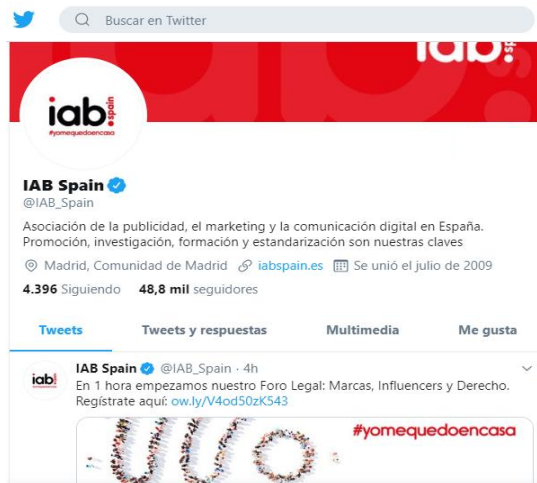 Buscar en Twitter
iab:sp
iab:spain
#yomequedoencasa
IAB Spain
@IAB_Spain
Asociación de la publicidad, el marketing y la comunicación digital en España.
Promoción, investigación, formación y estandarización son nuestras claves
Madrid, Comunidad de Madrid iabspain.es Se unió el julio de 2009
4.396 Siguiendo 48,8 mil seguidores
Tweets Tweets y respuestas Multimedia Me gusta
IAB Spain @IAB_Spain · 4h
iab!
En 1 hora empezamos nuestro Foro Legal: Marcas, Influencers y Derecho.
Regístrate aquí: ow.ly/V4od50zK543
#yomequedoencasa